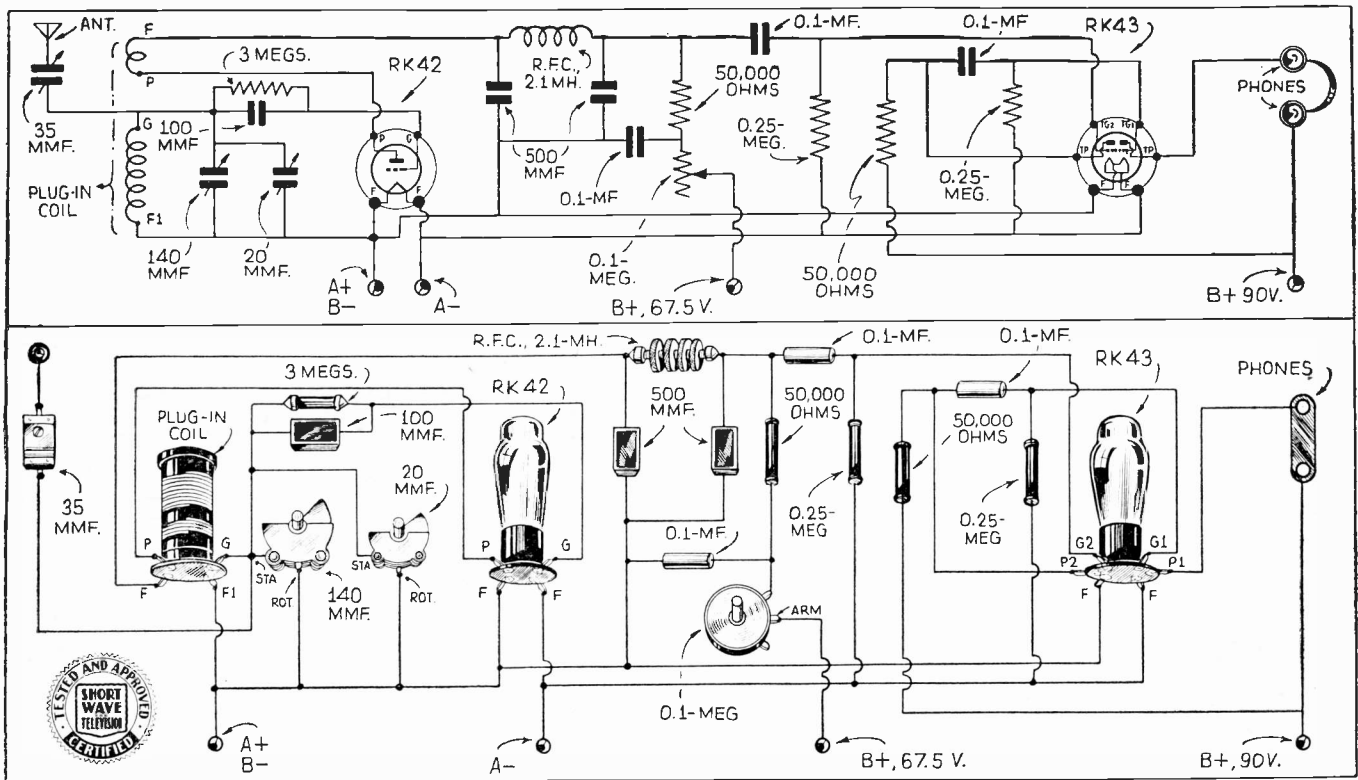 ANT.
F
3 MEGS.
P
RK42
35
MMF.
G
100
MMF
P
G
PLUG-IN
COIL
F
F
F1
140
MMF
20
MMF.
A+
B-
A-
R.F.C.,
2.1MH.
500
MMF
0.1-MF
0.1-MF.
50,000
OHMS
0.1-
MEG.
0.25-
MEG.
B+, 67.5 V.
50,000
OHMS
0.1-MF
0.25-
MEG.
RK43
TG2
TG1
TP
TP
F
F
PHONES
B+ 90V.
35
MMF.
PLUG-IN
COIL
3 MEGS.
100
MMF.
RK42
20
MMF.
P
G
F
F1
STA
ROT
140
MMF.
STA
ROT.
P
G
F
F
R.F.C., 2.1-MH.
500
MMF.
0.1-MF.
50,000
OHMS
0.1-MF.
0.25-
MEG
ARM
0.1-MEG
50,000
OHMS
0.1-MF.
0.25-
MEG
RK43
G2
G1
P2
P1
F
F
PHONES
TESTED AND APPROVED
SHORT
WAVE
TELEVISION
CERTIFIED
A+
B-
A-
B+, 67.5 V.
B+, 90V.